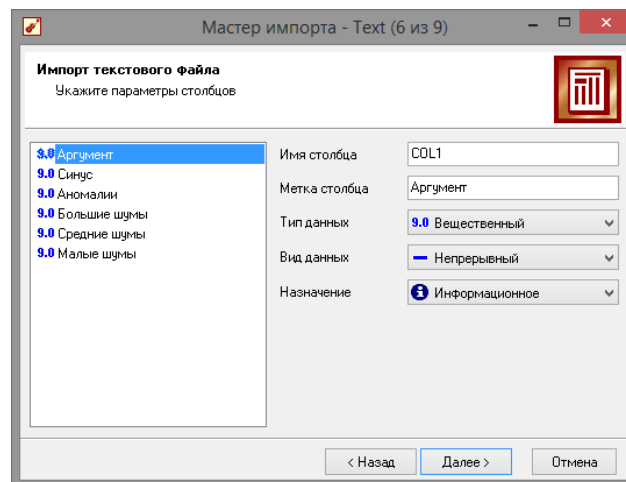 Мастер импорта - Text (6 из 9)
Импорт текстового файла
Укажите параметры столбцов
9.0 Аргумент
9.0 Синус
9.0 Аномалии
9.0 Большие шумы
9.0 Средние шумы
9.0 Малые шумы
Имя столбца COL1
Метка столбца Аргумент
Тип данных 9.0 Вещественный
Вид данных Непрерывный
Назначение Информационное
< Назад Далее > Отмена